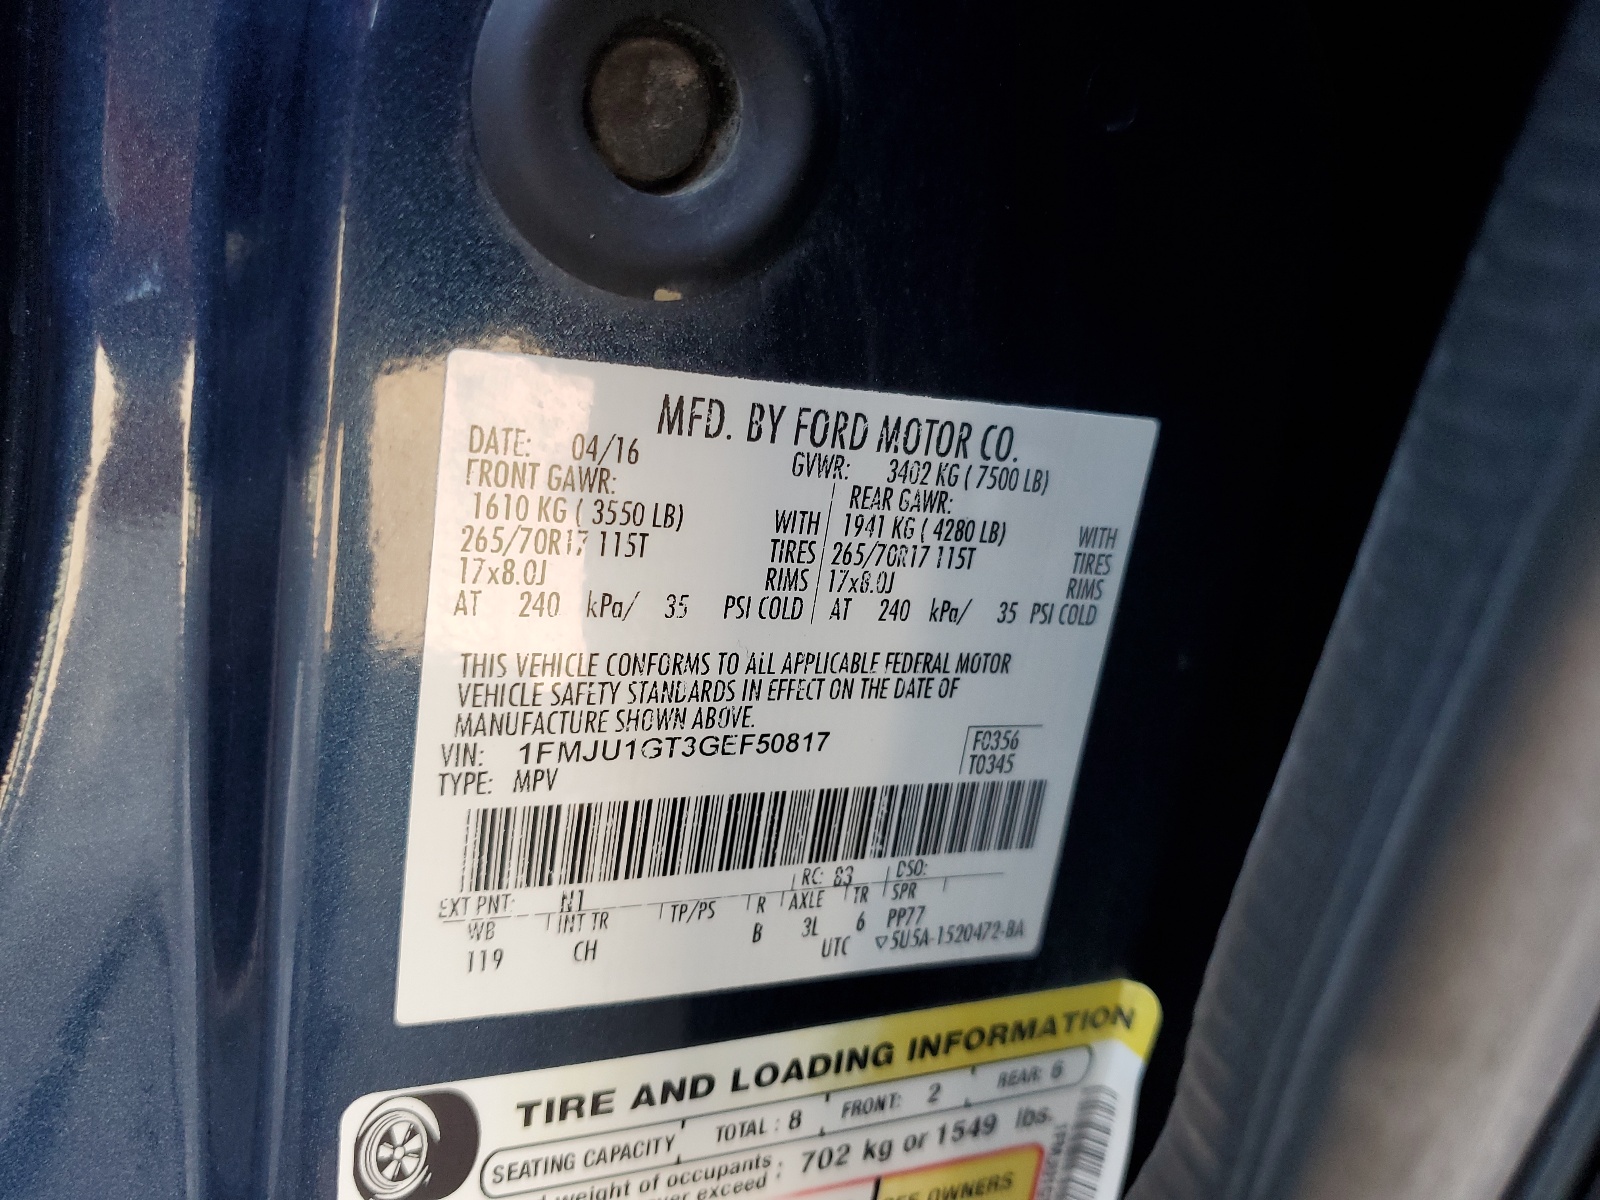 MFD. BY FORD MOTOR CO.
DATE: 04/16 GVWR: 3402 KG ( 7500 LB)
FRONT GAWR: REAR GAWR:
1610 KG ( 3550 LB) WITH 1941 KG ( 4280 LB) WITH
265/70R17 115T TIRES 265/70R17 115T TIRES
17x8.0J RIMS 17x8.0J RIMS
AT 240 kPa/ 35 PSI COLD AT 240 kPa/ 35 PSI COLD
THIS VEHICLE CONFORMS TO ALL APPLICABLE FEDERAL MOTOR
VEHICLE SAFETY STANDARDS IN EFFECT ON THE DATE OF
MANUFACTURE SHOWN ABOVE.
VIN: 1FMJU1GT3GEF50817 F0356
TYPE: MPV T0345
EXT PNT: N1 RC: 83 DSO:
WB INT TR TP/PS R AXLE TR SPR
119 CH B 3L 6 PP77
UTC ▽5U5A-1520472-BA
TIRE AND LOADING INFORMATION
SEATING CAPACITY TOTAL : 8 FRONT: 2 REAR: 6
weight of occupants : 702 kg or 1549 lbs.
exceed OWNERS